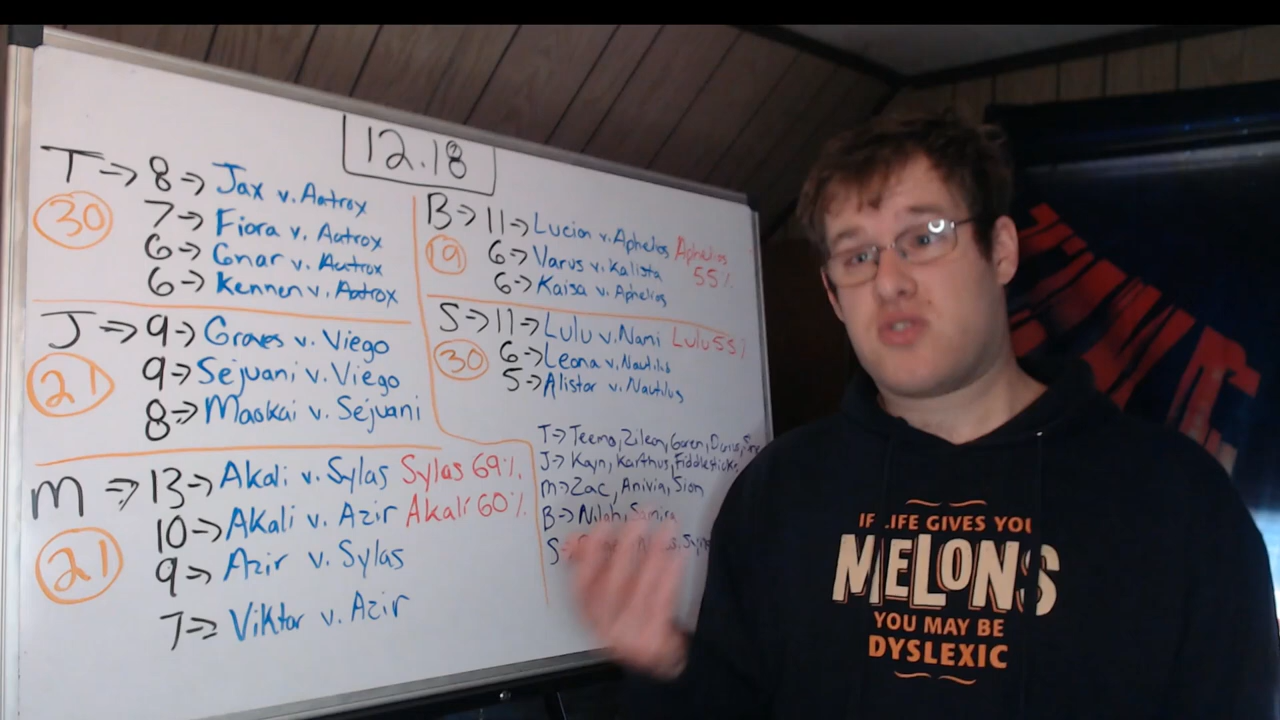 12.18
T → 8 → Jax v. Aatrox
30
7 → Fiora v. Aatrox
6 → Gnar v. Aatrox
6 → Kennen v. Aatrox
J → 9 → Graves v. Viego
21
9 → Sejuani v. Viego
8 → Maokai v. Sejuani
M → 13 → Akali v. Sylas Sylas 69%
21
10 → Akali v. Azir Akali 60%
9 → Azir v. Sylas
7 → Viktor v. Azir
B → 11 → Lucian v. Aphelios Aphelios 55%
19
6 → Varus v. Kalista
6 → Kaisa v. Aphelios
S → 11 → Lulu v. Nami Lulu 55%
30
6 → Leona v. Nautilus
5 → Alistar v. Nautilus
T → Teemo, Zilean, Garen, Darius,
J → Kayn, Karthus, Fiddlesticks
M → Zac, Anivia, Sion
B → Nilah, Samira
S →
IF LIFE GIVES YOU
MELONS
YOU MAY BE
DYSLEXIC